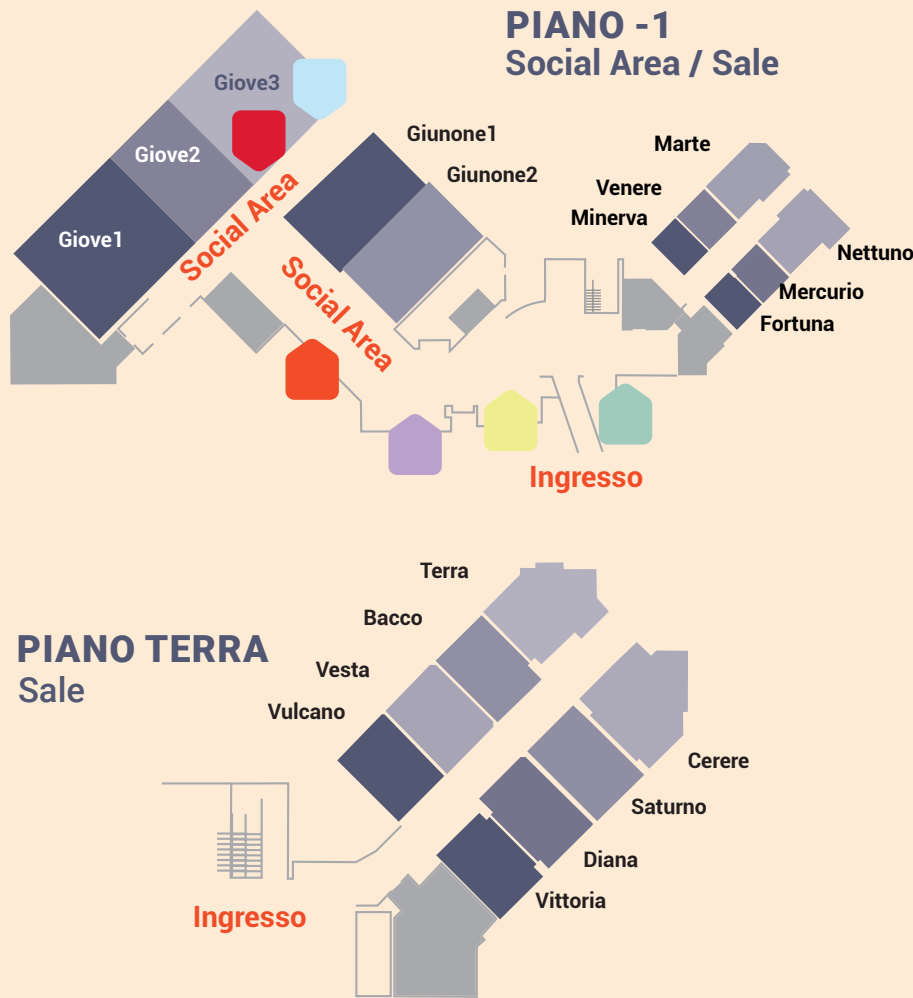 PIANO -1
Social Area / Sale
Giove3
Giove2
Giove1
Social Area
Giunone1
Giunone2
Social Area
Marte
Venere
Minerva
Nettuno
Mercurio
Fortuna
Ingresso
PIANO TERRA
Sale
Terra
Bacco
Vesta
Vulcano
Cerere
Saturno
Diana
Vittoria
Ingresso